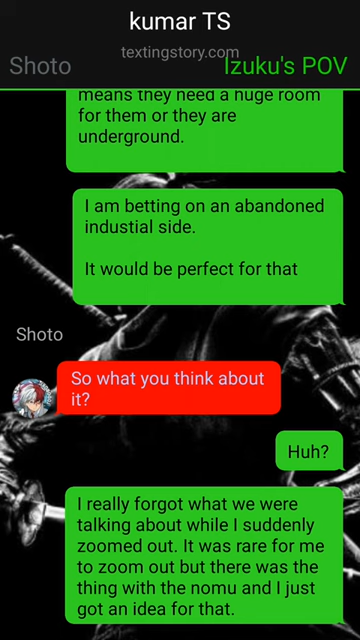 kumar TS
textingstory.com
Shoto
Izuku's POV
means they need a huge room
for them or they are
underground.
I am betting on an abandoned
industial side.
It would be perfect for that
Shoto
So what you think about
it?
Huh?
I really forgot what we were
talking about while I suddenly
zoomed out. It was rare for me
to zoom out but there was the
thing with the nomu and I just
got an idea for that.